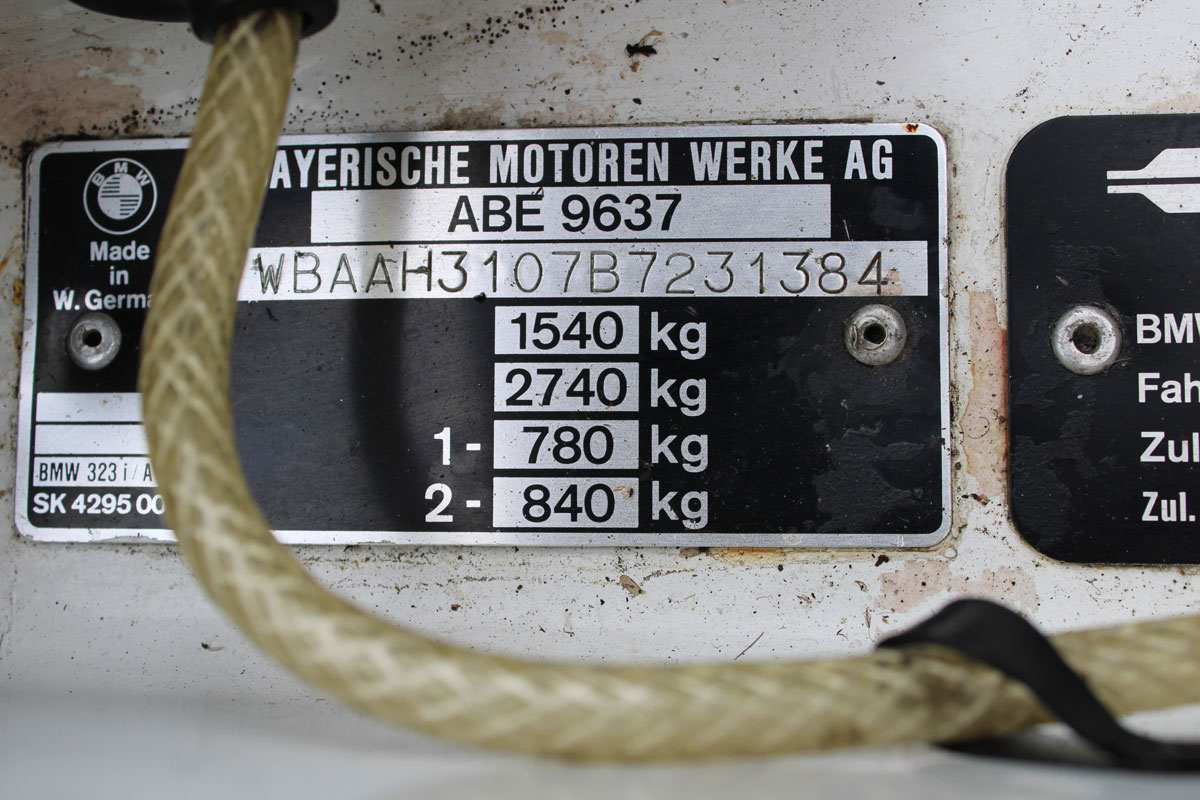 AYERISCHE MOTOREN WERKE AG
ABE 9637
BMW
Made
in
W. Germa
WBAAH3107B7231384
1540 kg
2740 kg
1- 780 kg
2- 840 kg
BMW 323 i / A
SK 4295 00
BMW
Fah
Zul
Zul.